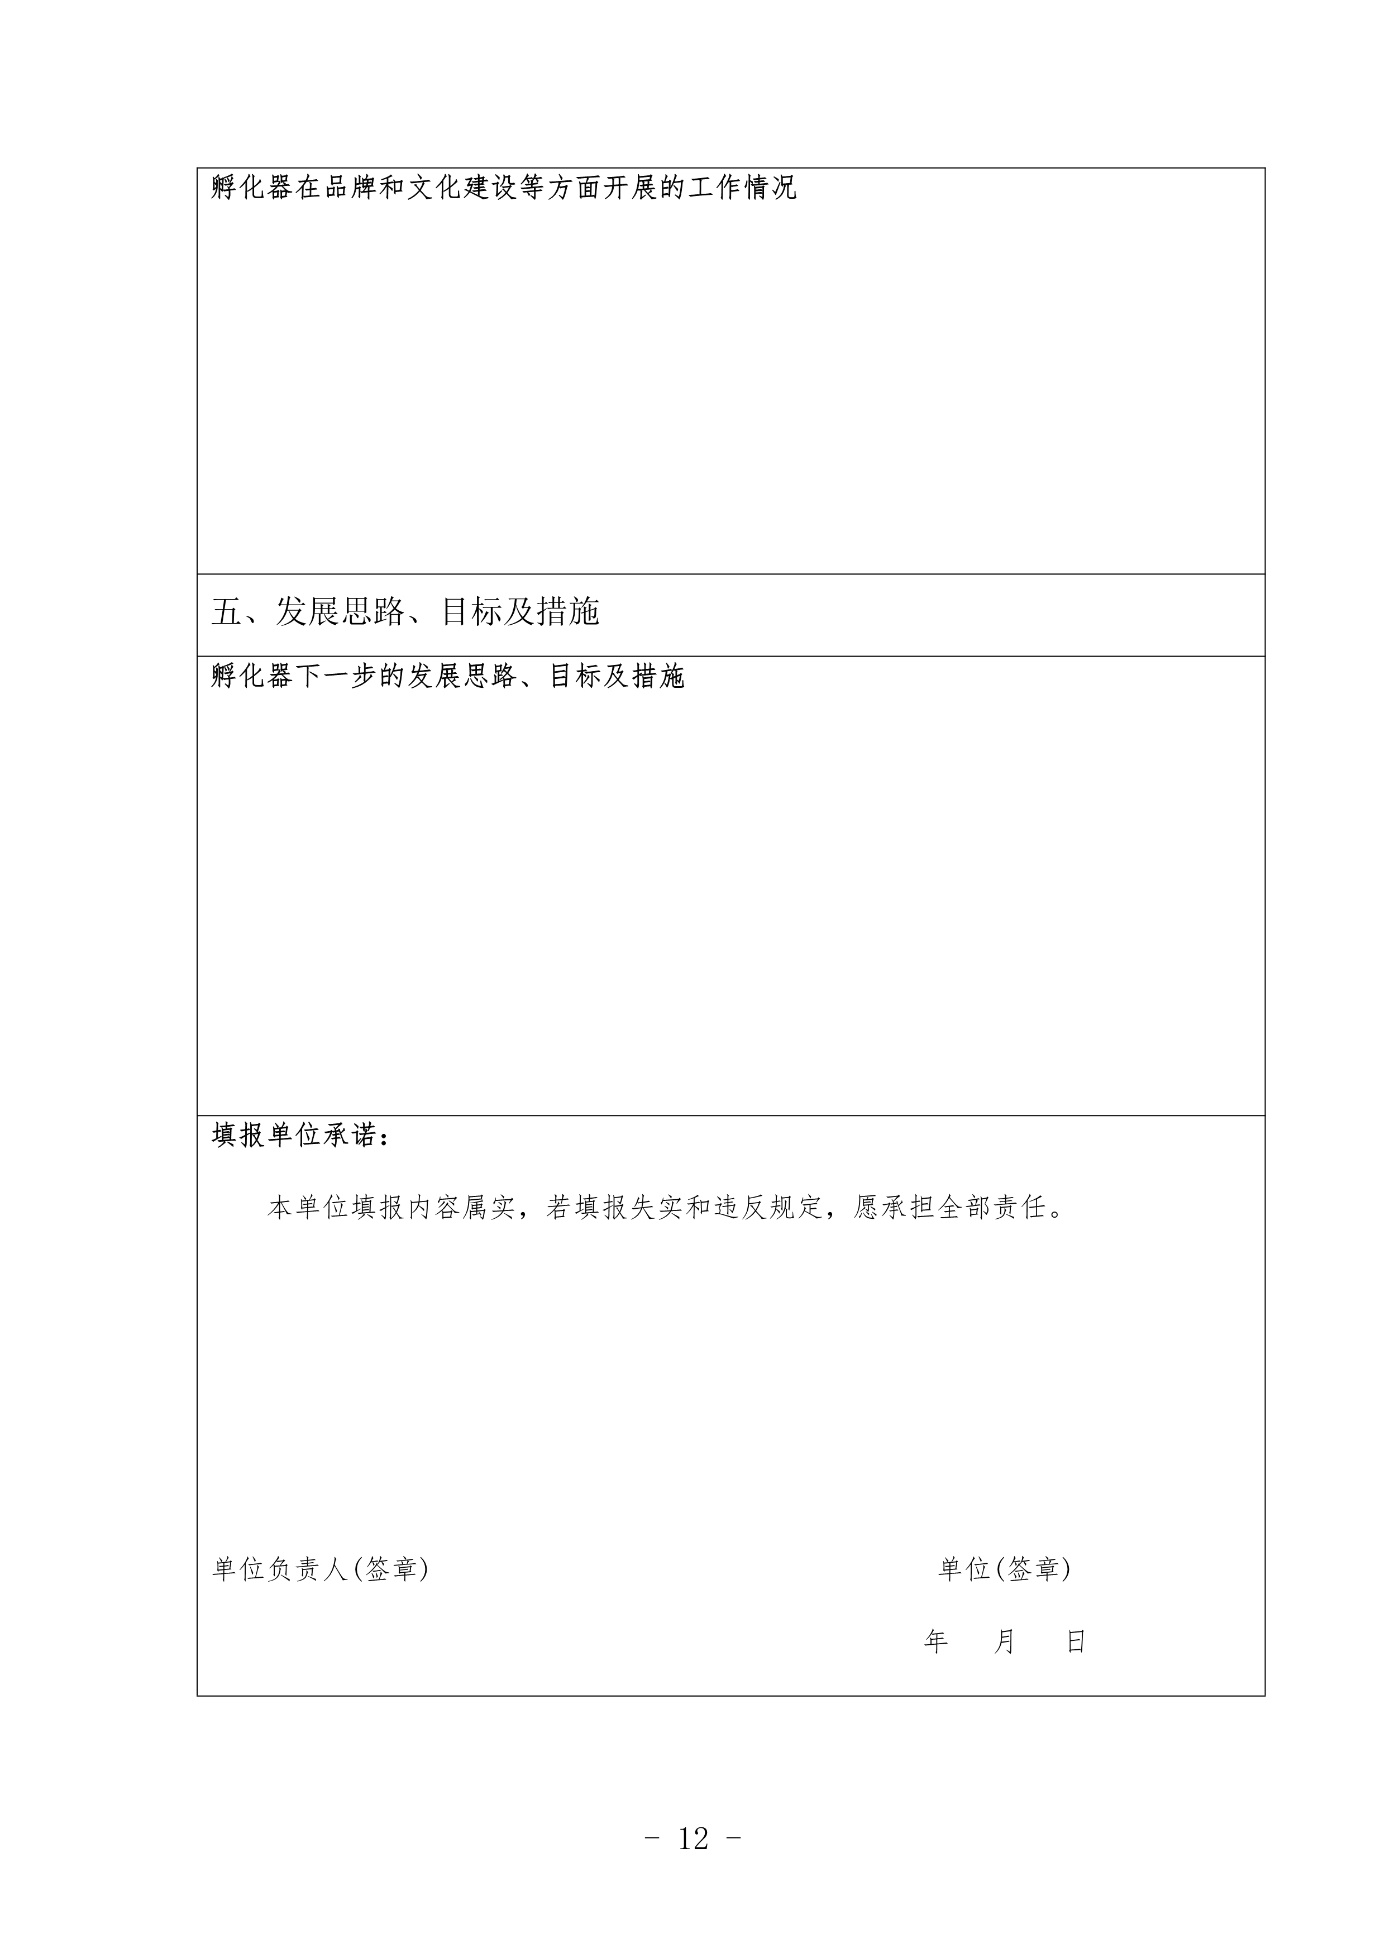 孵化器在品牌和文化建设等方面开展的工作情况
五、发展思路、目标及措施
孵化器下一步的发展思路、目标及措施
填报单位承诺：
本单位填报内容属实，若填报失实和违反规定，愿承担全部责任。
单位负责人(签章) 单位(签章)
年 月 日
- 12 -